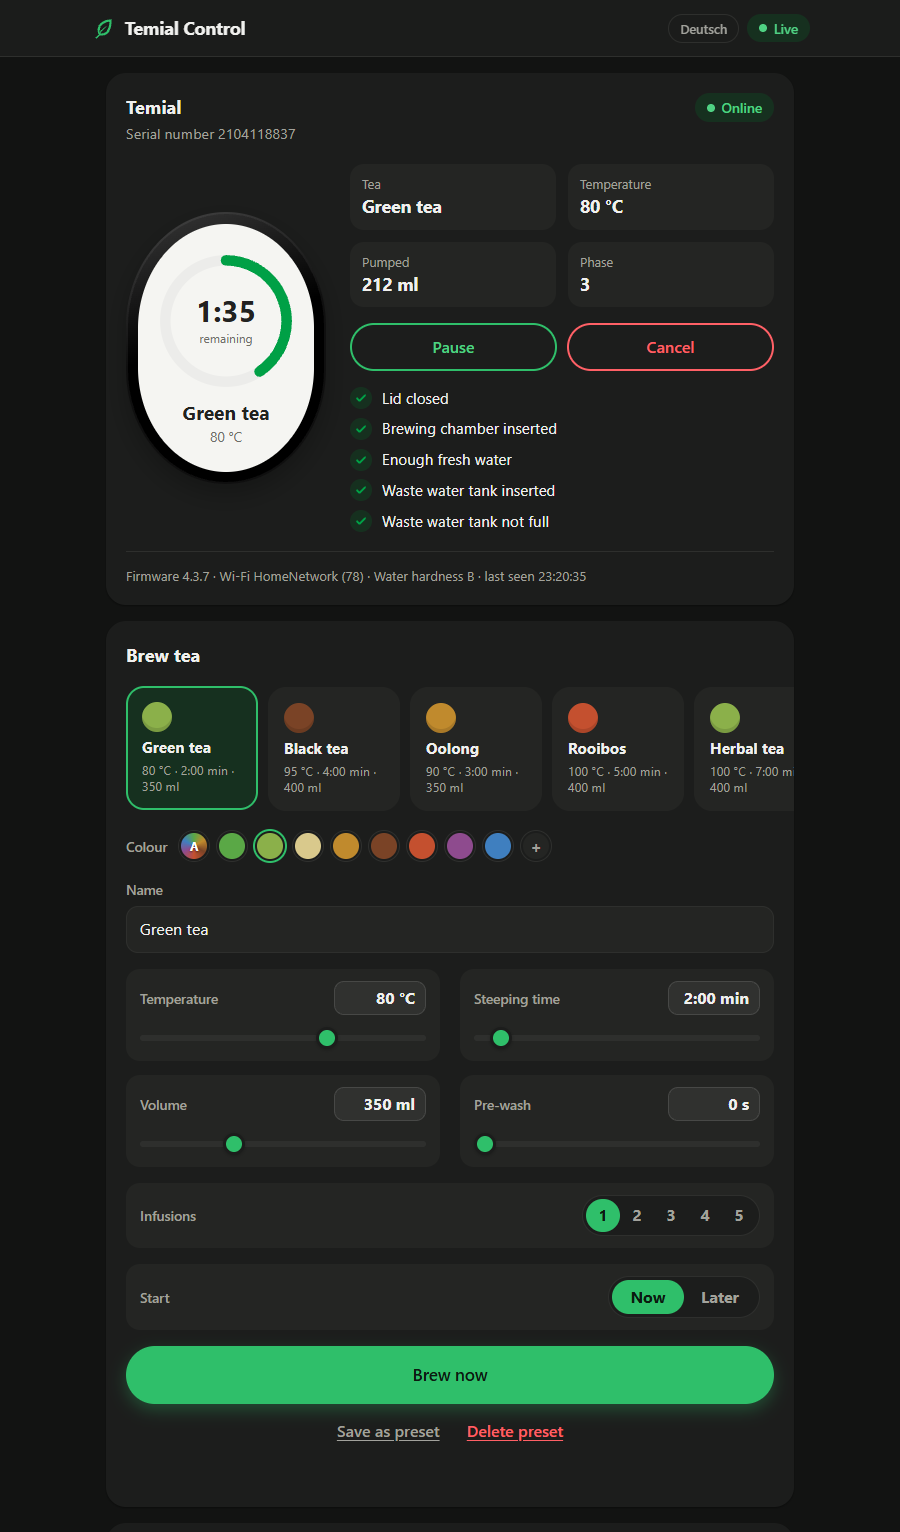 Temial Control
Deutsch
Live
Temial
Online
Serial number 2104118837
1:35
remaining
Green tea
80 °C
Tea
Green tea
Temperature
80 °C
Pumped
212 ml
Phase
3
Pause
Cancel
Lid closed
Brewing chamber inserted
Enough fresh water
Waste water tank inserted
Waste water tank not full
Firmware 4.3.7 · Wi-Fi HomeNetwork (78) · Water hardness B · last seen 23:20:35
Brew tea
Green tea
80 °C · 2:00 min ·
350 ml
Black tea
95 °C · 4:00 min ·
400 ml
Oolong
90 °C · 3:00 min ·
350 ml
Rooibos
100 °C · 5:00 min ·
400 ml
Herbal tea
100 °C · 7:00 mi
400 ml
Colour
A
+
Name
Green tea
Temperature
80 °C
Steeping time
2:00 min
Volume
350 ml
Pre-wash
0 s
Infusions
1 2 3 4 5
Start
Now
Later
Brew now
Save as preset
Delete preset